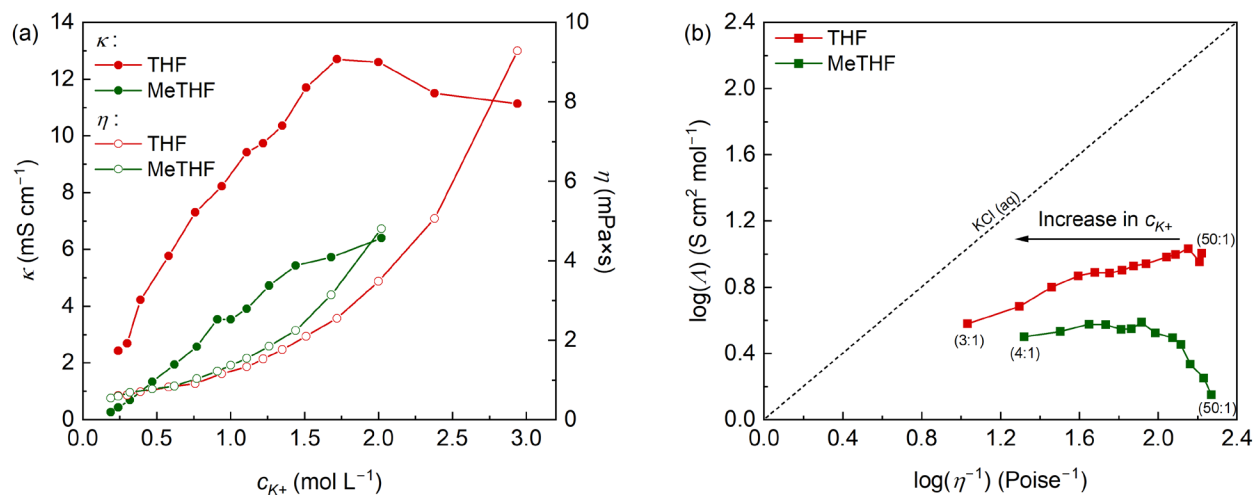 (a)
14
12
10
8
6
4
2
0
κ (mS cm⁻¹)
κ :
THF
MeTHF
η :
THF
MeTHF
10
8
6
4
2
0
η (mPa×s)
0.0 0.5 1.0 1.5 2.0 2.5 3.0
c_K+ (mol L⁻¹)
(b)
2.4
2.0
1.6
1.2
0.8
0.4
0.0
log(Λ) (S cm² mol⁻¹)
THF
MeTHF
KCl (aq)
Increase in c_K+
(50:1)
(3:1)
(4:1)
(50:1)
0.0 0.4 0.8 1.2 1.6 2.0 2.4
log(η⁻¹) (Poise⁻¹)